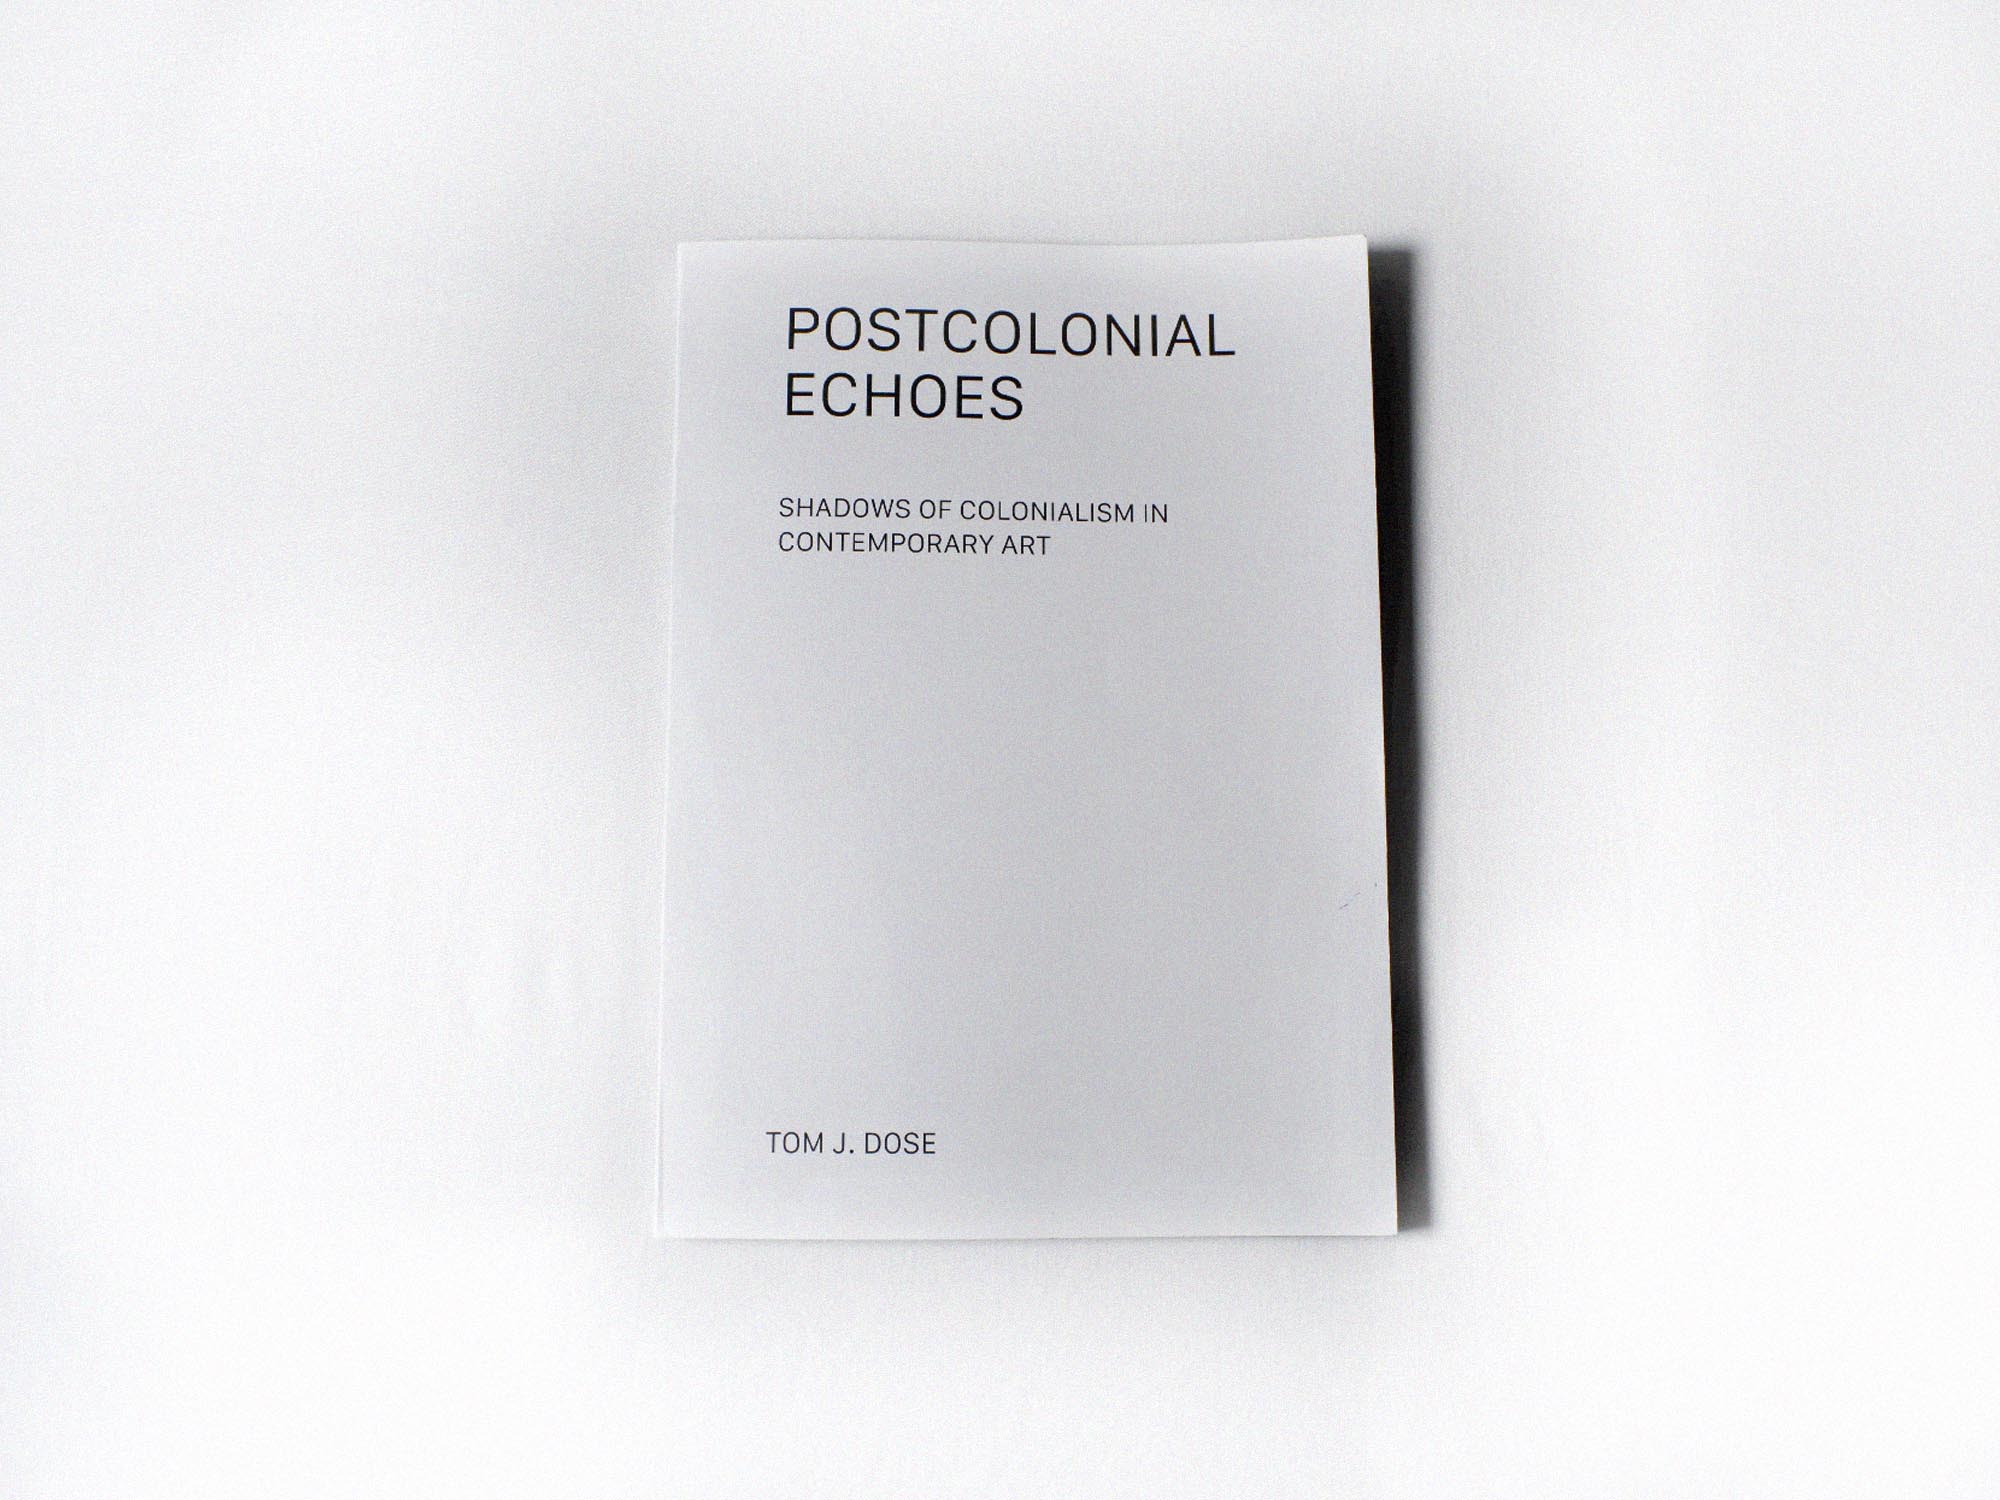 POSTCOLONIAL
ECHOES
SHADOWS OF COLONIALISM IN
CONTEMPORARY ART
TOM J. DOSE